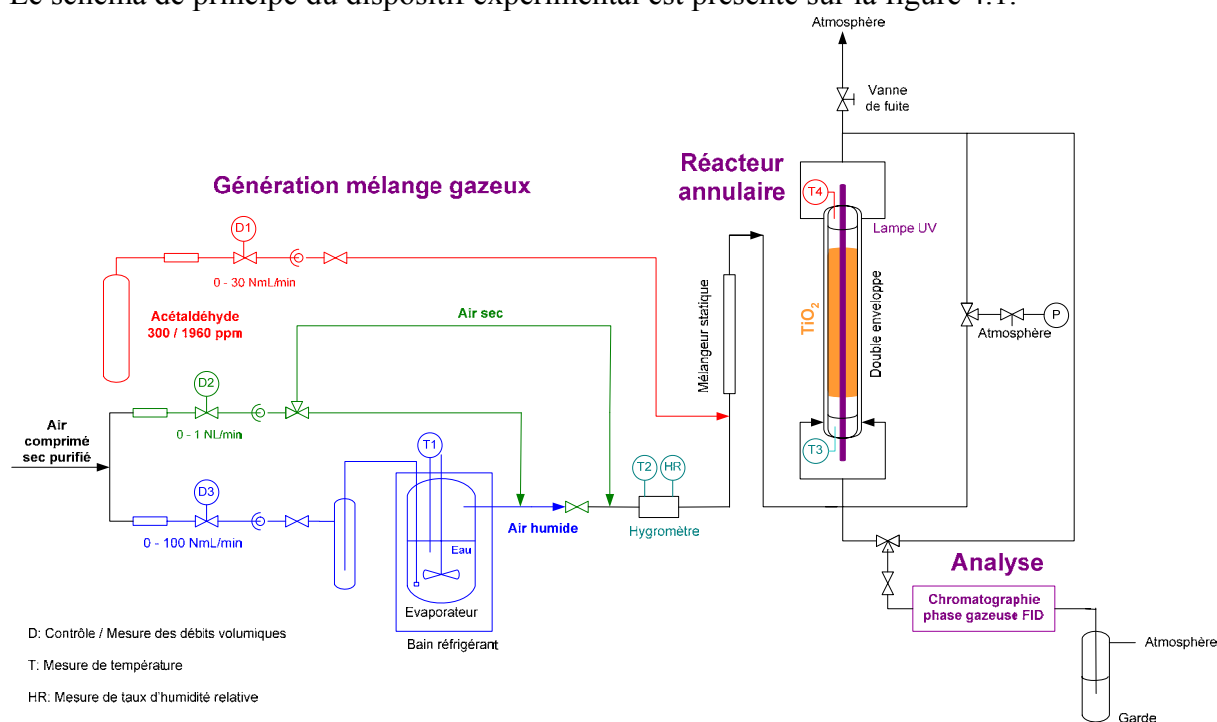 Le schéma de principe du dispositif expérimental est présenté sur la figure 4.1.
Atmosphère
Vanne
de fuite
Réacteur
annulaire
Génération mélange gazeux
T4
Lampe UV
D1
0 - 30 NmL/min
Acétaldéhyde
300 / 1960 ppm
Air sec
Mélangeur statique
TiO2
Double enveloppe
P
Atmosphère
D2
0 - 1 NL/min
Air
comprimé
sec purifié
T1
T2
HR
T3
D3
0 - 100 NmL/min
Air humide
Hygromètre
Eau
Evaporateur
Bain réfrigérant
Analyse
Chromatographie
phase gazeuse FID
Atmosphère
Garde
D: Contrôle / Mesure des débits volumiques
T: Mesure de température
HR: Mesure de taux d'humidité relative